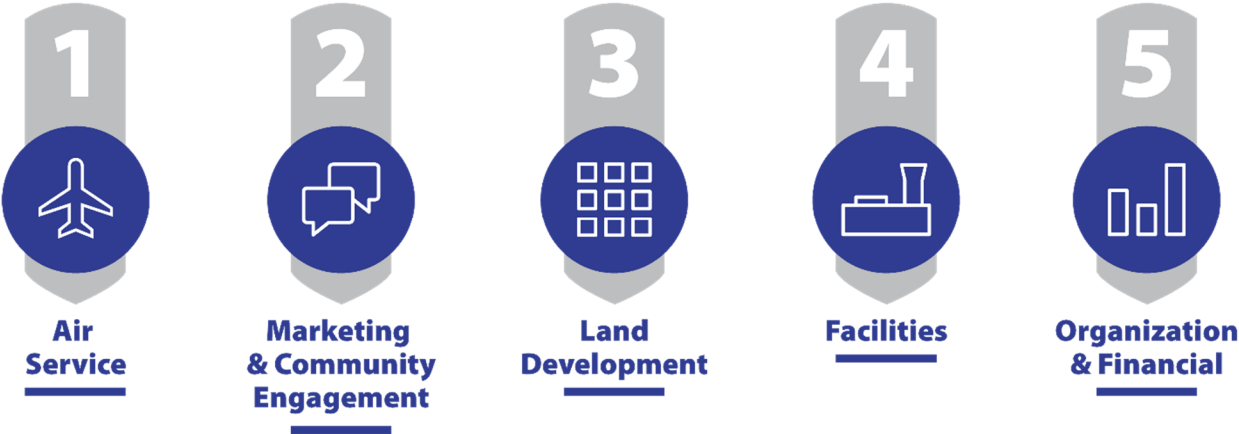 1
2
3
4
5
Air
Service
Marketing
& Community
Engagement
Land
Development
Facilities
Organization
& Financial